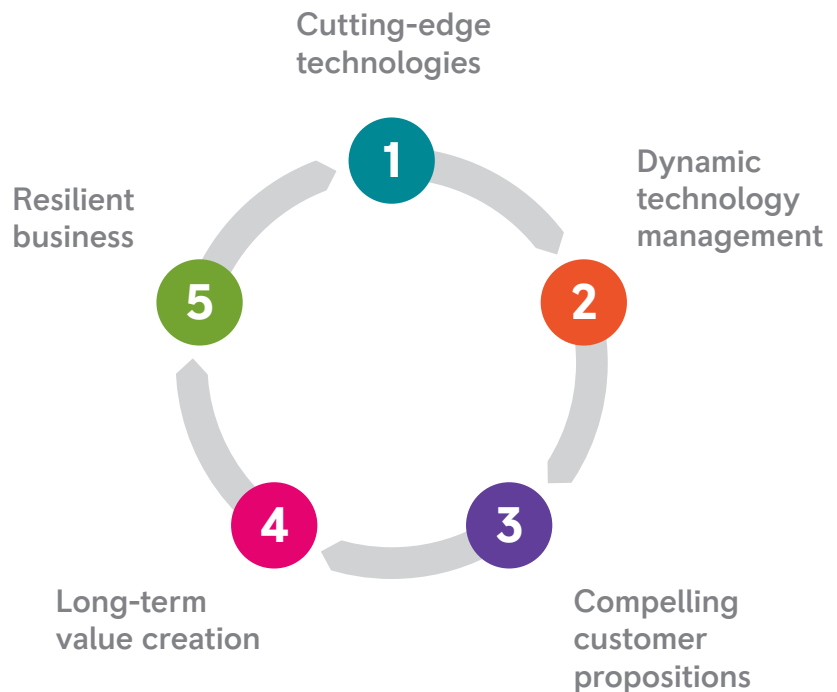 Cutting-edge
technologies
1
Dynamic
technology
management
2
Compelling
customer
propositions
3
Long-term
value creation
4
Resilient
business
5